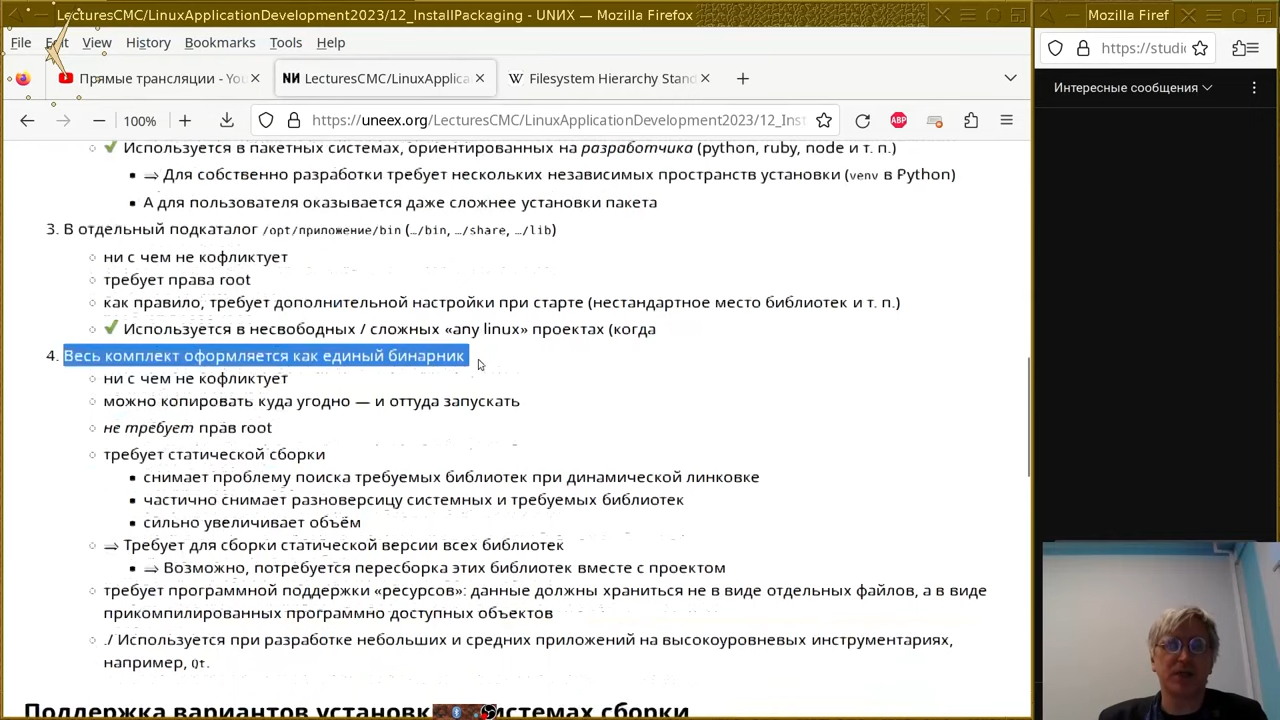 LecturesCMC/LinuxApplicationDevelopment2023/12_InstallPackaging - UNИX — Mozilla Firefox
Mozilla Firef
File Edit View History Bookmarks Tools Help
Прямые трансляции - You
NИ LecturesCMC/LinuxApplica
W Filesystem Hierarchy Stand
100%
https://uneex.org/LecturesCMC/LinuxApplicationDevelopment2023/12_Inst
ABP
https://studi
Интересные сообщения
✓ Используется в пакетных системах, ориентированных на разработчика (python, ruby, node и т. п.)
⇒ Для собственно разработки требует нескольких независимых пространств установки (venv в Python)
А для пользователя оказывается даже сложнее установки пакета
3. В отдельный подкаталог /opt/приложение/bin (…/bin, …/share, …/lib)
ни с чем не кофликтует
требует права root
как правило, требует дополнительной настройки при старте (нестандартное место библиотек и т. п.)
✓ Используется в несвободных / сложных «any linux» проектах (когда
4. Весь комплект оформляется как единый бинарник
ни с чем не кофликтует
можно копировать куда угодно — и оттуда запускать
не требует прав root
требует статической сборки
снимает проблему поиска требуемых библиотек при динамической линковке
частично снимает разноверсицу системных и требуемых библиотек
сильно увеличивает объём
⇒ Требует для сборки статической версии всех библиотек
⇒ Возможно, потребуется пересборка этих библиотек вместе с проектом
требует программной поддержки «ресурсов»: данные должны храниться не в виде отдельных файлов, а в виде
прикомпилированных программно доступных объектов
./ Используется при разработке небольших и средних приложений на высокоуровневых инструментариях,
например, Qt.
Поддержка вариантов установк системах сборки